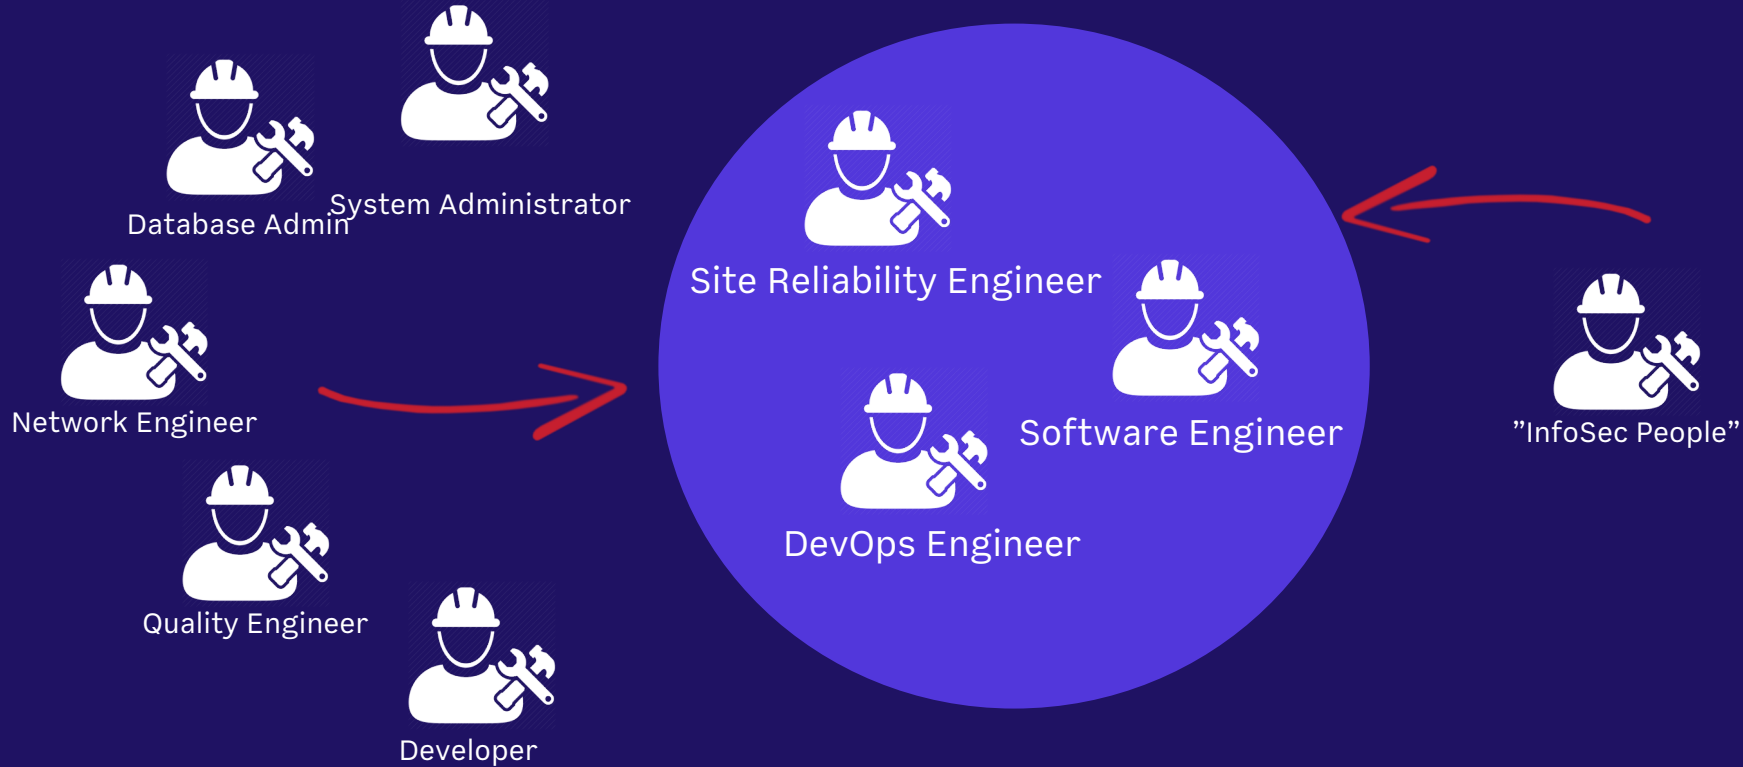 System Administrator
Database Admin
Network Engineer
Quality Engineer
Developer
Site Reliability Engineer
Software Engineer
DevOps Engineer
”InfoSec People”